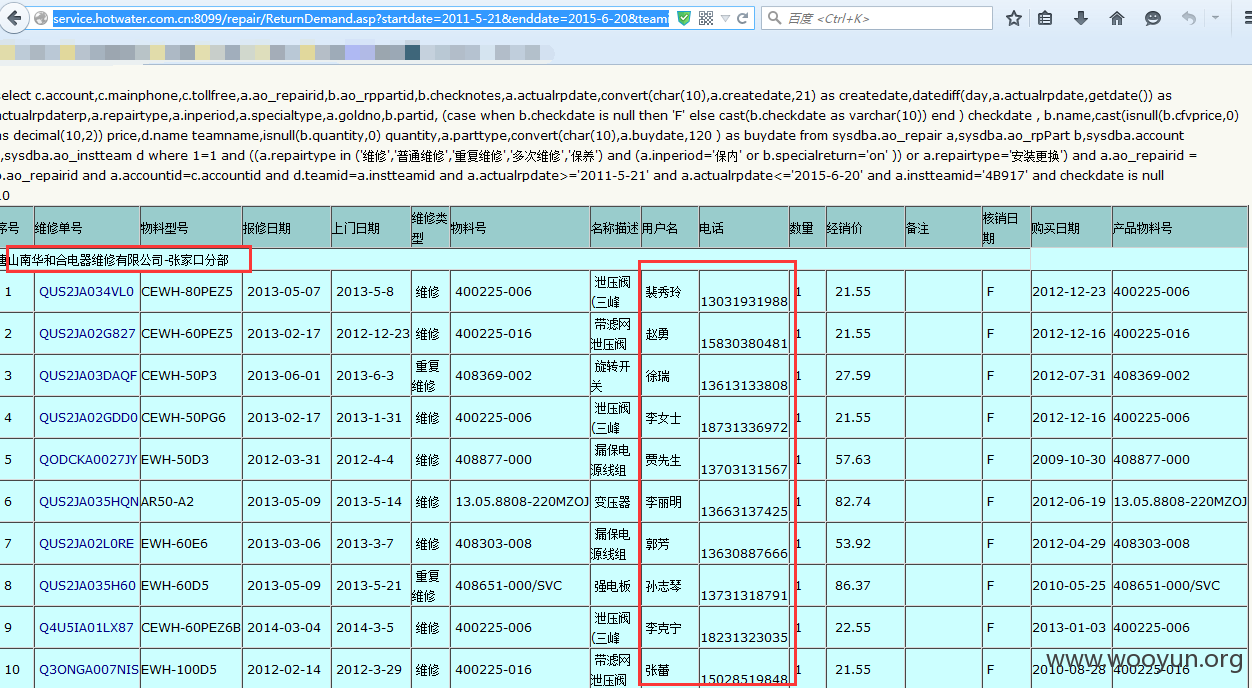 service.hotwater.com.cn:8099/repair/ReturnDemand.asp?startdate=2011-5-21&enddate=2015-6-20&teami
百度 <Ctrl+K>
elect c.account,c.mainphone,c.tollfree,a.ao_repairid,b.ao_rppartid,b.checknotes,a.actualrpdate,convert(char(10),a.createdate,21) as createdate,datediff(day,a.actualrpdate,getdate()) as
actualrpdaterp,a.repairtype,a.inperiod,a.specialtype,a.goldno,b.partid, (case when b.checkdate is null then 'F' else cast(b.checkdate as varchar(10)) end ) checkdate , b.name,cast(isnull(b.cfvprice,0)
as decimal(10,2)) price,d.name teamname,isnull(b.quantity,0) quantity,a.parttype,convert(char(10),a.buydate,120 ) as buydate from sysdba.ao_repair a,sysdba.ao_rpPart b,sysdba.account
,sysdba.ao_instteam d where 1=1 and ((a.repairtype in ('维修','普通维修','重复维修','多次维修','保养') and (a.inperiod='保内' or b.specialreturn='on' )) or a.repairtype='安装更换') and a.ao_repairid =
.ao_repairid and a.accountid=c.accountid and d.teamid=a.instteamid and a.actualrpdate>='2011-5-21' and a.actualrpdate<='2015-6-20' and a.instteamid='4B917' and checkdate is null
10
序号 维修单号 物料型号 报修日期 上门日期 维修类型 物料号 名称描述 用户名 电话 数量 经销价 备注 核销日期 购买日期 产品物料号
唐山南华和合电器维修有限公司-张家口分部
1 QUS2JA034VL0 CEWH-80PEZ5 2013-05-07 2013-5-8 维修 400225-006 泄压阀(三峰 裴秀玲 13031931988 1 21.55 F 2012-12-23 400225-006
2 QUS2JA02G827 CEWH-60PEZ5 2013-02-17 2012-12-23 维修 400225-016 带滤网泄压阀 赵勇 15830380481 1 21.55 F 2012-12-16 400225-016
3 QUS2JA03DAQF CEWH-50P3 2013-06-01 2013-6-3 重复维修 408369-002 旋转开关 徐瑞 13613133808 1 27.59 F 2012-07-31 408369-002
4 QUS2JA02GDD0 CEWH-50PG6 2013-02-17 2013-1-31 维修 400225-006 泄压阀(三峰 李女士 18731336972 1 21.55 F 2012-12-16 400225-006
5 QODCKA0027JY EWH-50D3 2012-03-31 2012-4-4 维修 408877-000 漏保电源线组 贾先生 13703131567 1 57.63 F 2009-10-30 408877-000
6 QUS2JA035HQN AR50-A2 2013-05-09 2013-5-14 维修 13.05.8808-220MZOJ 变压器 李丽明 13663137425 1 82.74 F 2012-06-19 13.05.8808-220MZOJ
7 QUS2JA02L0RE EWH-60E6 2013-03-06 2013-3-7 维修 408303-008 漏保电源线组 郭芳 13630887666 1 53.92 F 2012-04-29 408303-008
8 QUS2JA035H60 EWH-60D5 2013-05-09 2013-5-21 重复维修 408651-000/SVC 强电板 孙志琴 13731318791 1 86.37 F 2010-05-25 408651-000/SVC
9 Q4U5IA01LX87 CEWH-60PEZ6B 2014-03-04 2014-3-5 维修 400225-006 泄压阀(三峰 李克宁 18231323035 1 22.55 F 2013-01-03 400225-006
10 Q3ONGA007NIS EWH-100D5 2012-02-14 2012-3-29 维修 400225-016 带滤网泄压阀 张蕾 15028519848 1 21.55 F 2010-08-28 400225-016
www.wooyun.org